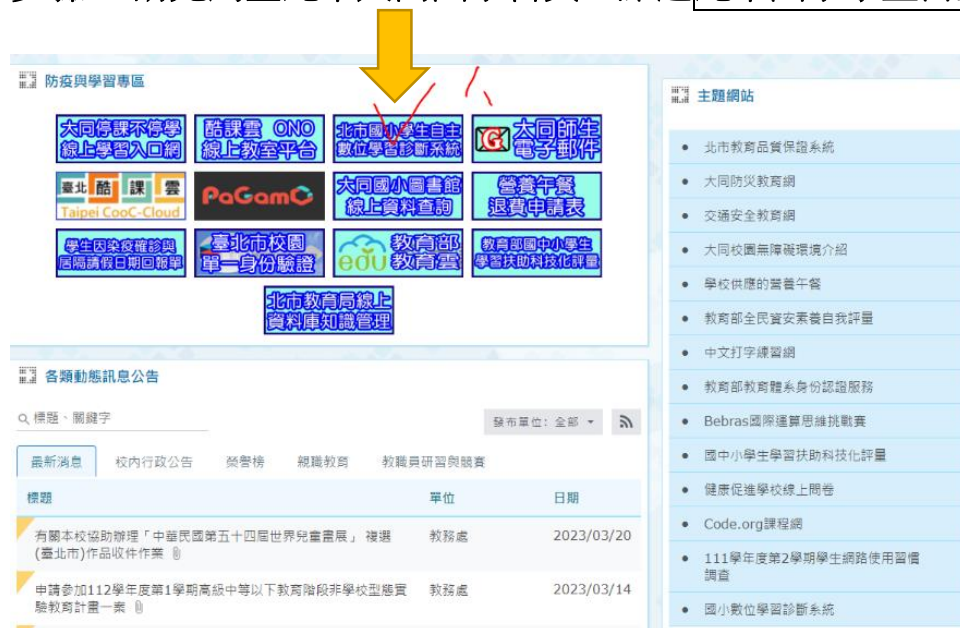 防疫與學習專區
大同停課不停學
線上學習入口網
酷課雲 ONO
線上教室平台
北市國小學生自主
數位學習診斷系統
大同師生
電子郵件
臺北酷課雲
Taipei CooC-Cloud
PaGamO
大同國小圖書館
線上資料查詢
營養午餐
退費申請表
學生因染疫確診與
居隔請假日期回報單
臺北市校園
單一身份驗證
edu 教育部
教育雲
教育部國中小學生
學習扶助科技化評量
北市教育局線上
資料庫知識管理
各類動態訊息公告
標題、關鍵字
發布單位: 全部
最新消息 校內行政公告 榮譽榜 親職教育 教職員研習與競賽
標題 單位 日期
有關本校協助辦理「中華民國第五十四屆世界兒童畫展」 複選 教務處 2023/03/20
(臺北市)作品收件作業
申請參加112學年度第1學期高級中等以下教育階段非學校型態實 教務處 2023/03/14
驗教育計畫一案
主題網站
北市教育品質保證系統
大同防災教育網
交通安全教育網
大同校園無障礙環境介紹
學校供應的營養午餐
教育部全民資安素養自我評量
中文打字練習網
教育部教育體系身份認證服務
Bebras國際運算思維挑戰賽
國中小學生學習扶助科技化評量
健康促進學校線上問卷
Code.org課程網
111學年度第2學期學生網路使用習慣
調查
國小數位學習診斷系統